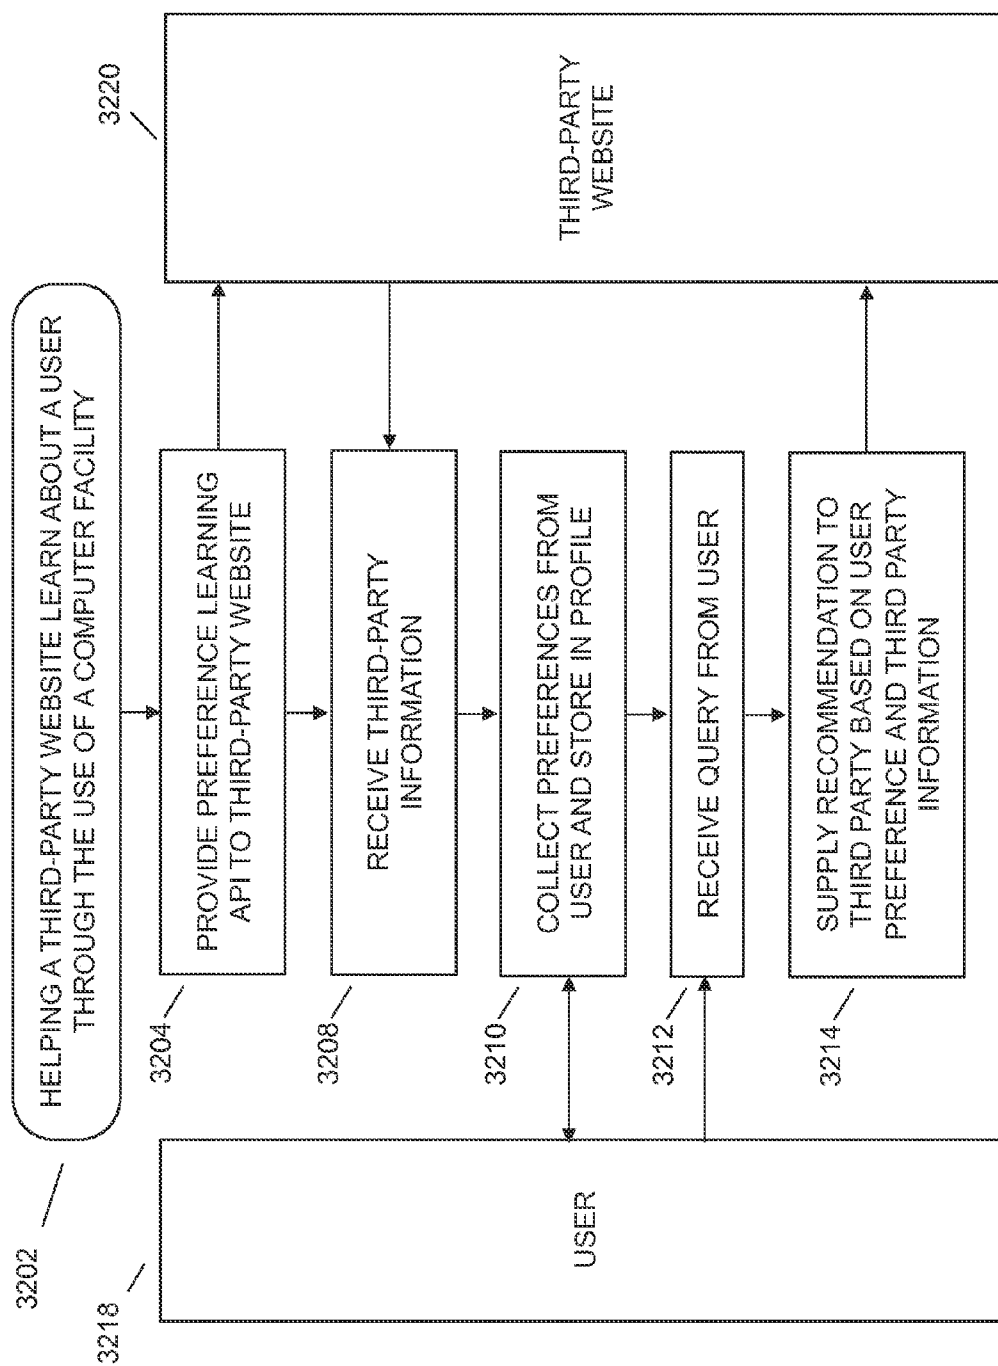 3202
HELPING A THIRD-PARTY WEBSITE LEARN ABOUT A USER
THROUGH THE USE OF A COMPUTER FACILITY
3218
USER
3204
PROVIDE PREFERENCE LEARNING
API TO THIRD-PARTY WEBSITE
3208
RECEIVE THIRD-PARTY
INFORMATION
3210
COLLECT PREFERENCES FROM
USER AND STORE IN PROFILE
3212
RECEIVE QUERY FROM USER
3214
SUPPLY RECOMMENDATION TO
THIRD PARTY BASED ON USER
PREFERENCE AND THIRD PARTY
INFORMATION
3220
THIRD-PARTY
WEBSITE